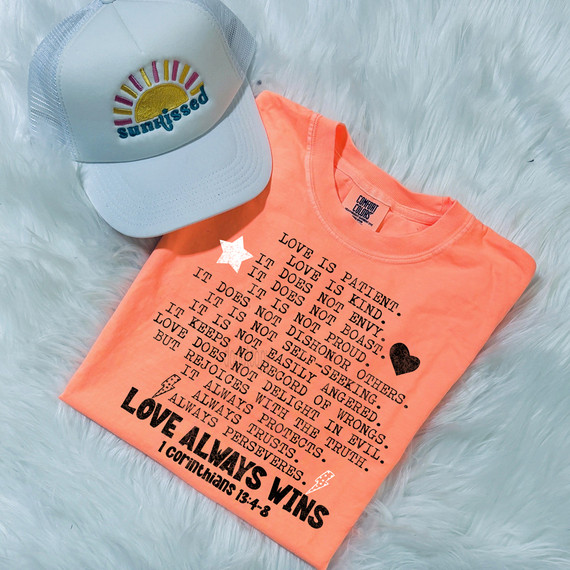 sunkissed
COMFORT
COLORS
LOVE IS PATIENT.
LOVE IS KIND.
IT DOES NOT ENVY.
IT DOES NOT BOAST.
IT IS NOT PROUD.
IT DOES NOT DISHONOR OTHERS.
IT IS NOT SELF-SEEKING.
IT IS NOT EASILY ANGERED.
LOVE KEEPS NO RECORD OF WRONGS.
LOVE DOES NOT DELIGHT IN EVIL.
BUT REJOICES WITH THE TRUTH.
IT ALWAYS PROTECTS.
ALWAYS TRUSTS.
ALWAYS PERSEVERES.
LOVE ALWAYS WINS
1 Corinthians 13:4-8